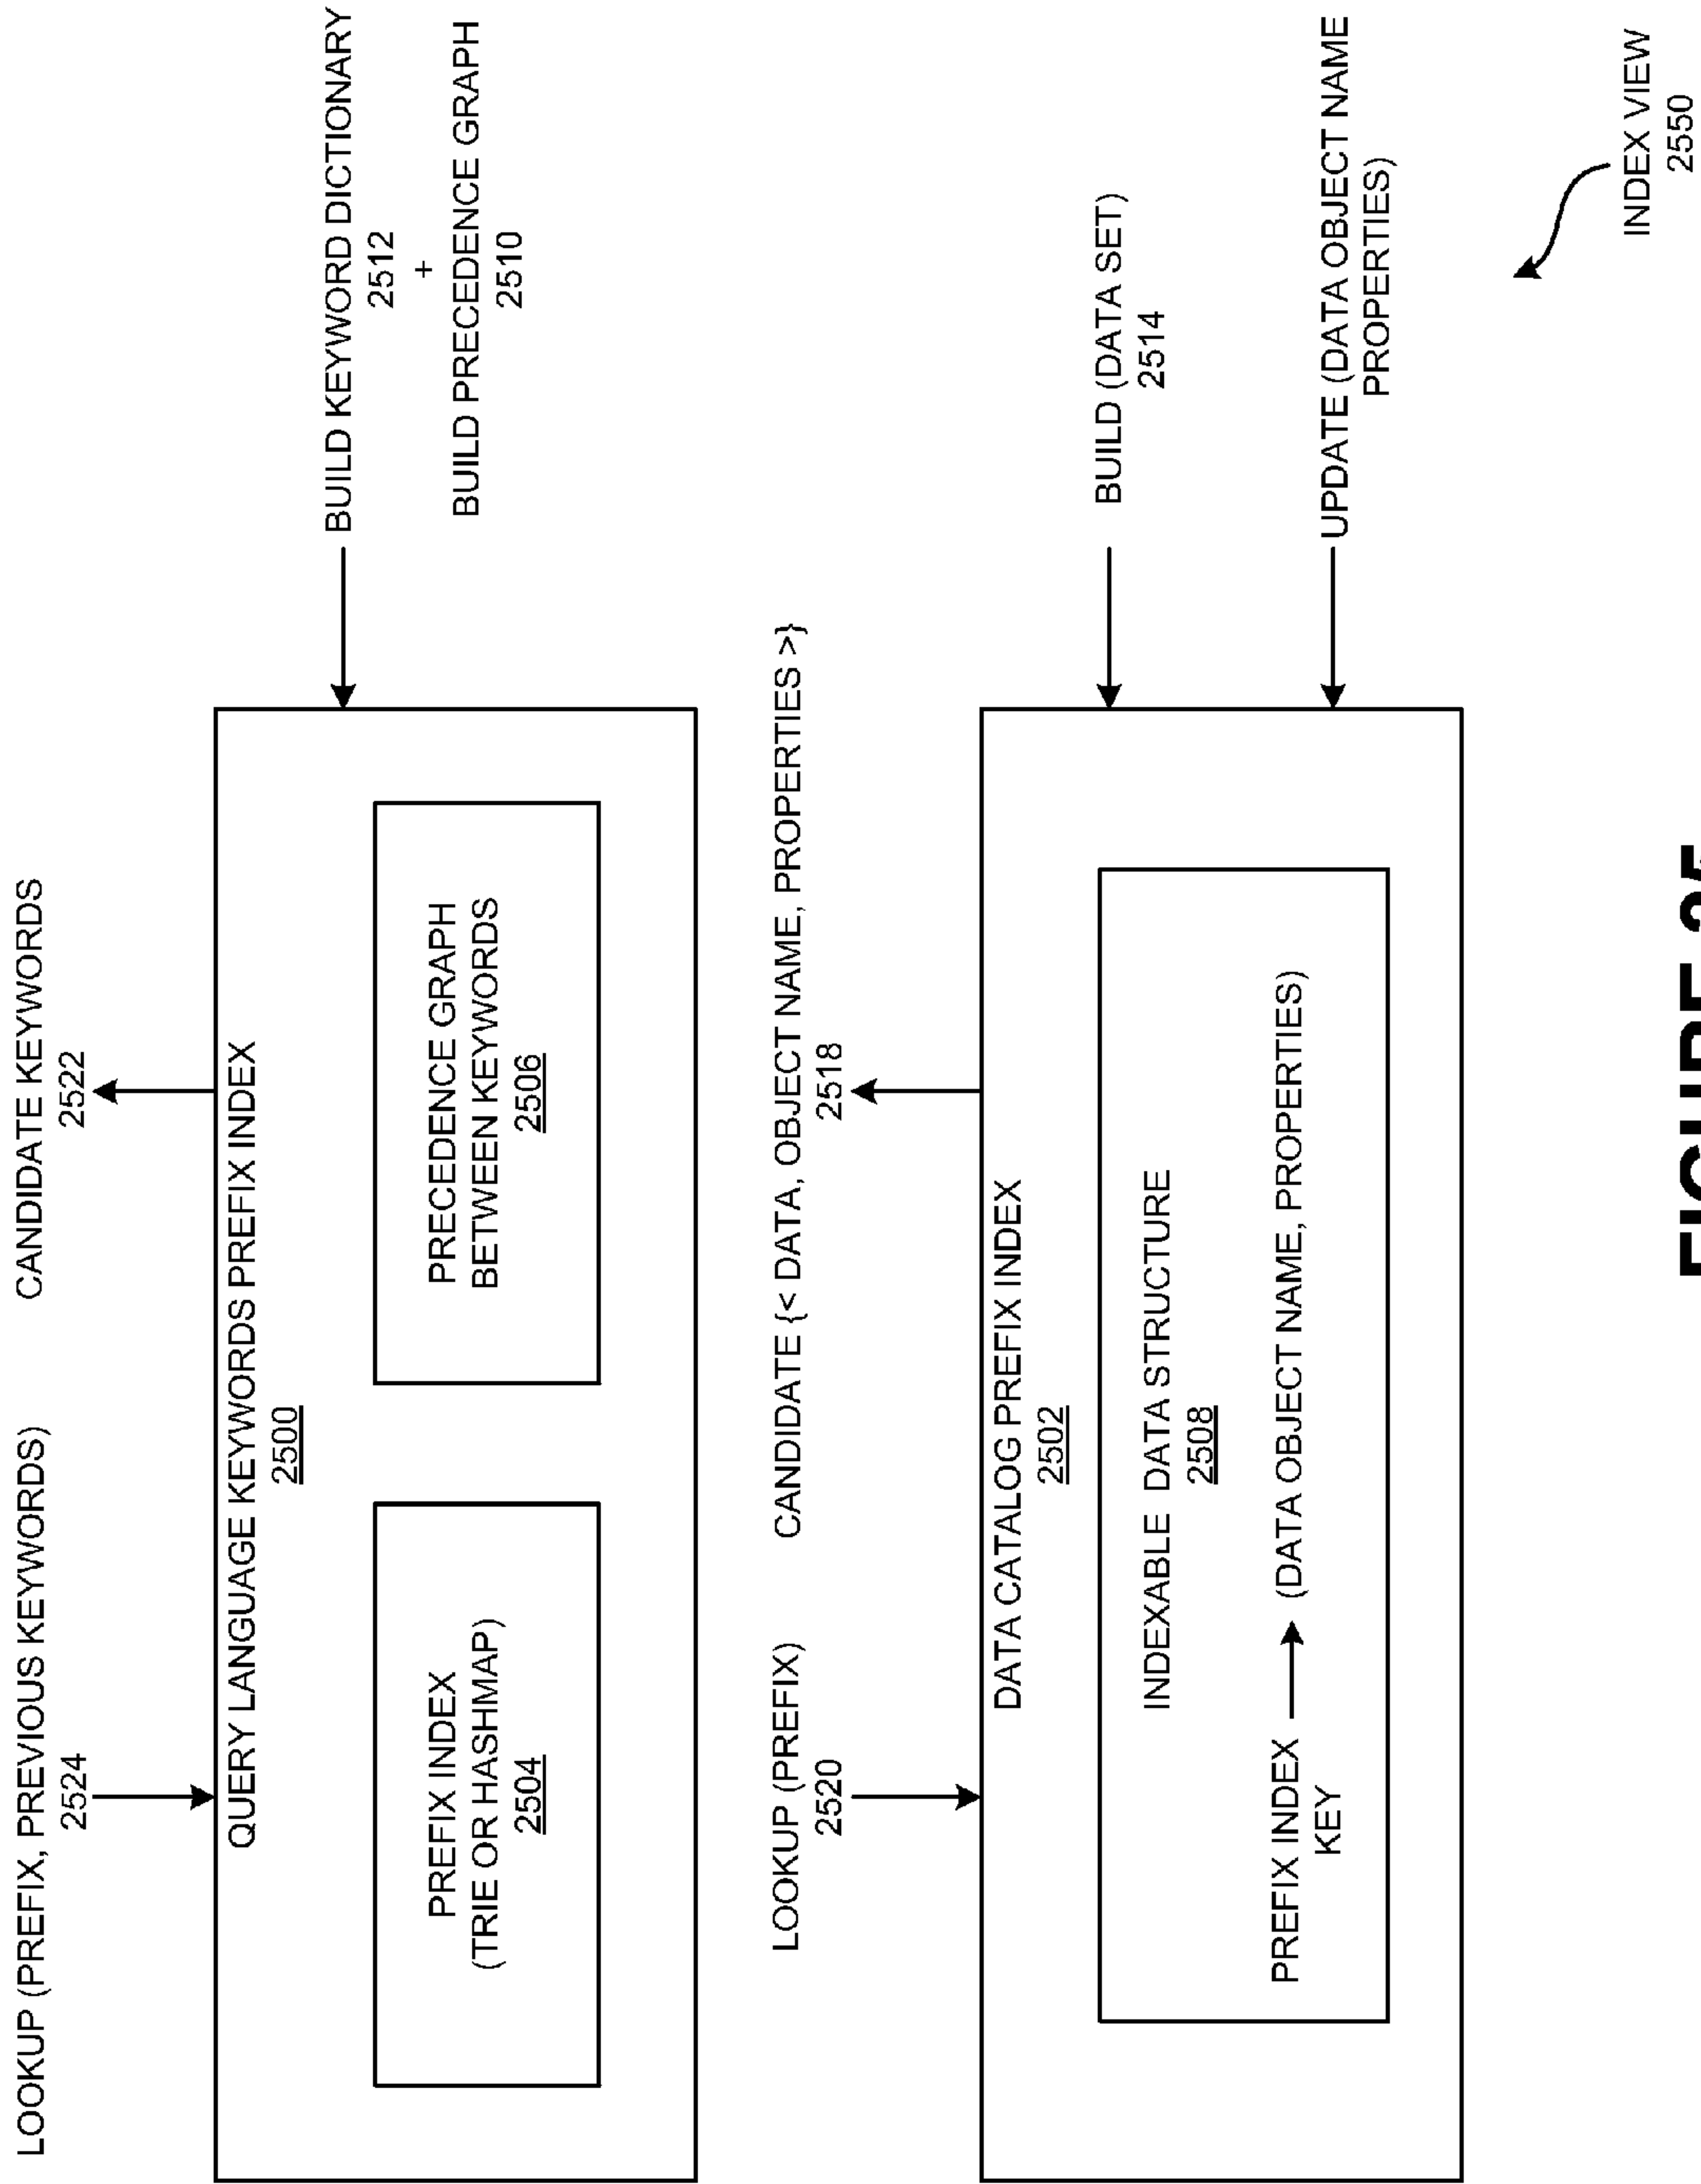 LOOKUP (PREFIX, PREVIOUS KEYWORDS)
2524
CANDIDATE KEYWORDS
2522
QUERY LANGUAGE KEYWORDS PREFIX INDEX
2500
PREFIX INDEX
(TRIE OR HASHMAP)
2504
PRECEDENCE GRAPH
BETWEEN KEYWORDS
2506
BUILD KEYWORD DICTIONARY
2512
+
BUILD PRECEDENCE GRAPH
2510
LOOKUP (PREFIX)
2520
CANDIDATE {< DATA, OBJECT NAME, PROPERTIES >}
2518
DATA CATALOG PREFIX INDEX
2502
INDEXABLE DATA STRUCTURE
2508
PREFIX INDEX
KEY
(DATA OBJECT NAME, PROPERTIES)
BUILD (DATA SET)
2514
UPDATE (DATA OBJECT NAME
PROPERTIES)
INDEX VIEW
2550
FIGURE 25